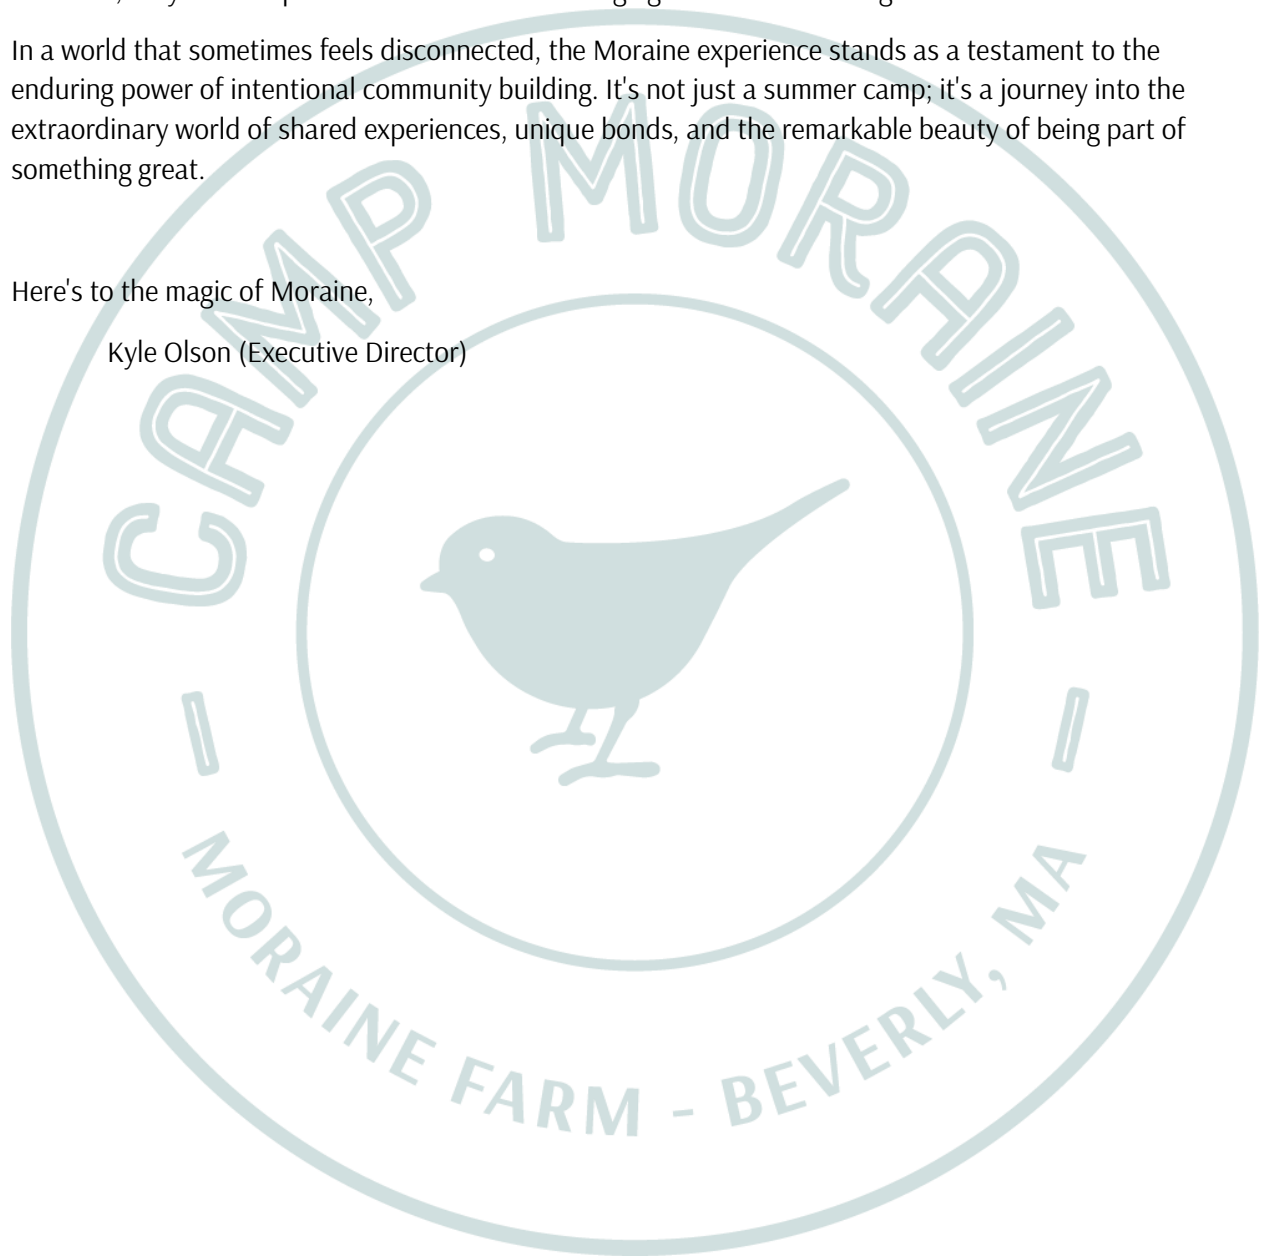 In a world that sometimes feels disconnected, the Moraine experience stands as a testament to the
enduring power of intentional community building. It's not just a summer camp; it's a journey into the
extraordinary world of shared experiences, unique bonds, and the remarkable beauty of being part of
something great.
Here's to the magic of Moraine,
Kyle Olson (Executive Director)
CAMP MORAINE
MORAINE FARM - BEVERLY, MA